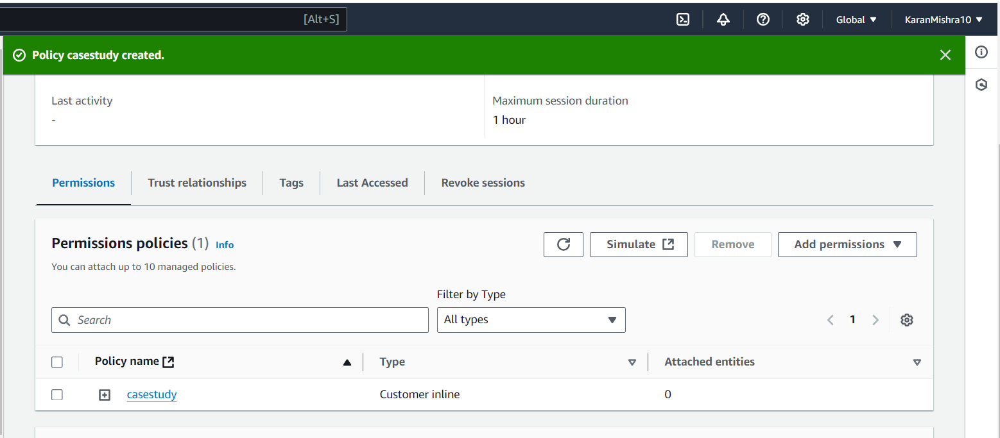 [Alt+S]
Global
KaranMishra10
Policy casestudy created.
Last activity
-
Maximum session duration
1 hour
Permissions
Trust relationships
Tags
Last Accessed
Revoke sessions
Permissions policies (1) Info
You can attach up to 10 managed policies.
Simulate
Remove
Add permissions
Filter by Type
Search
All types
1
Policy name
Type
Attached entities
casestudy
Customer inline
0